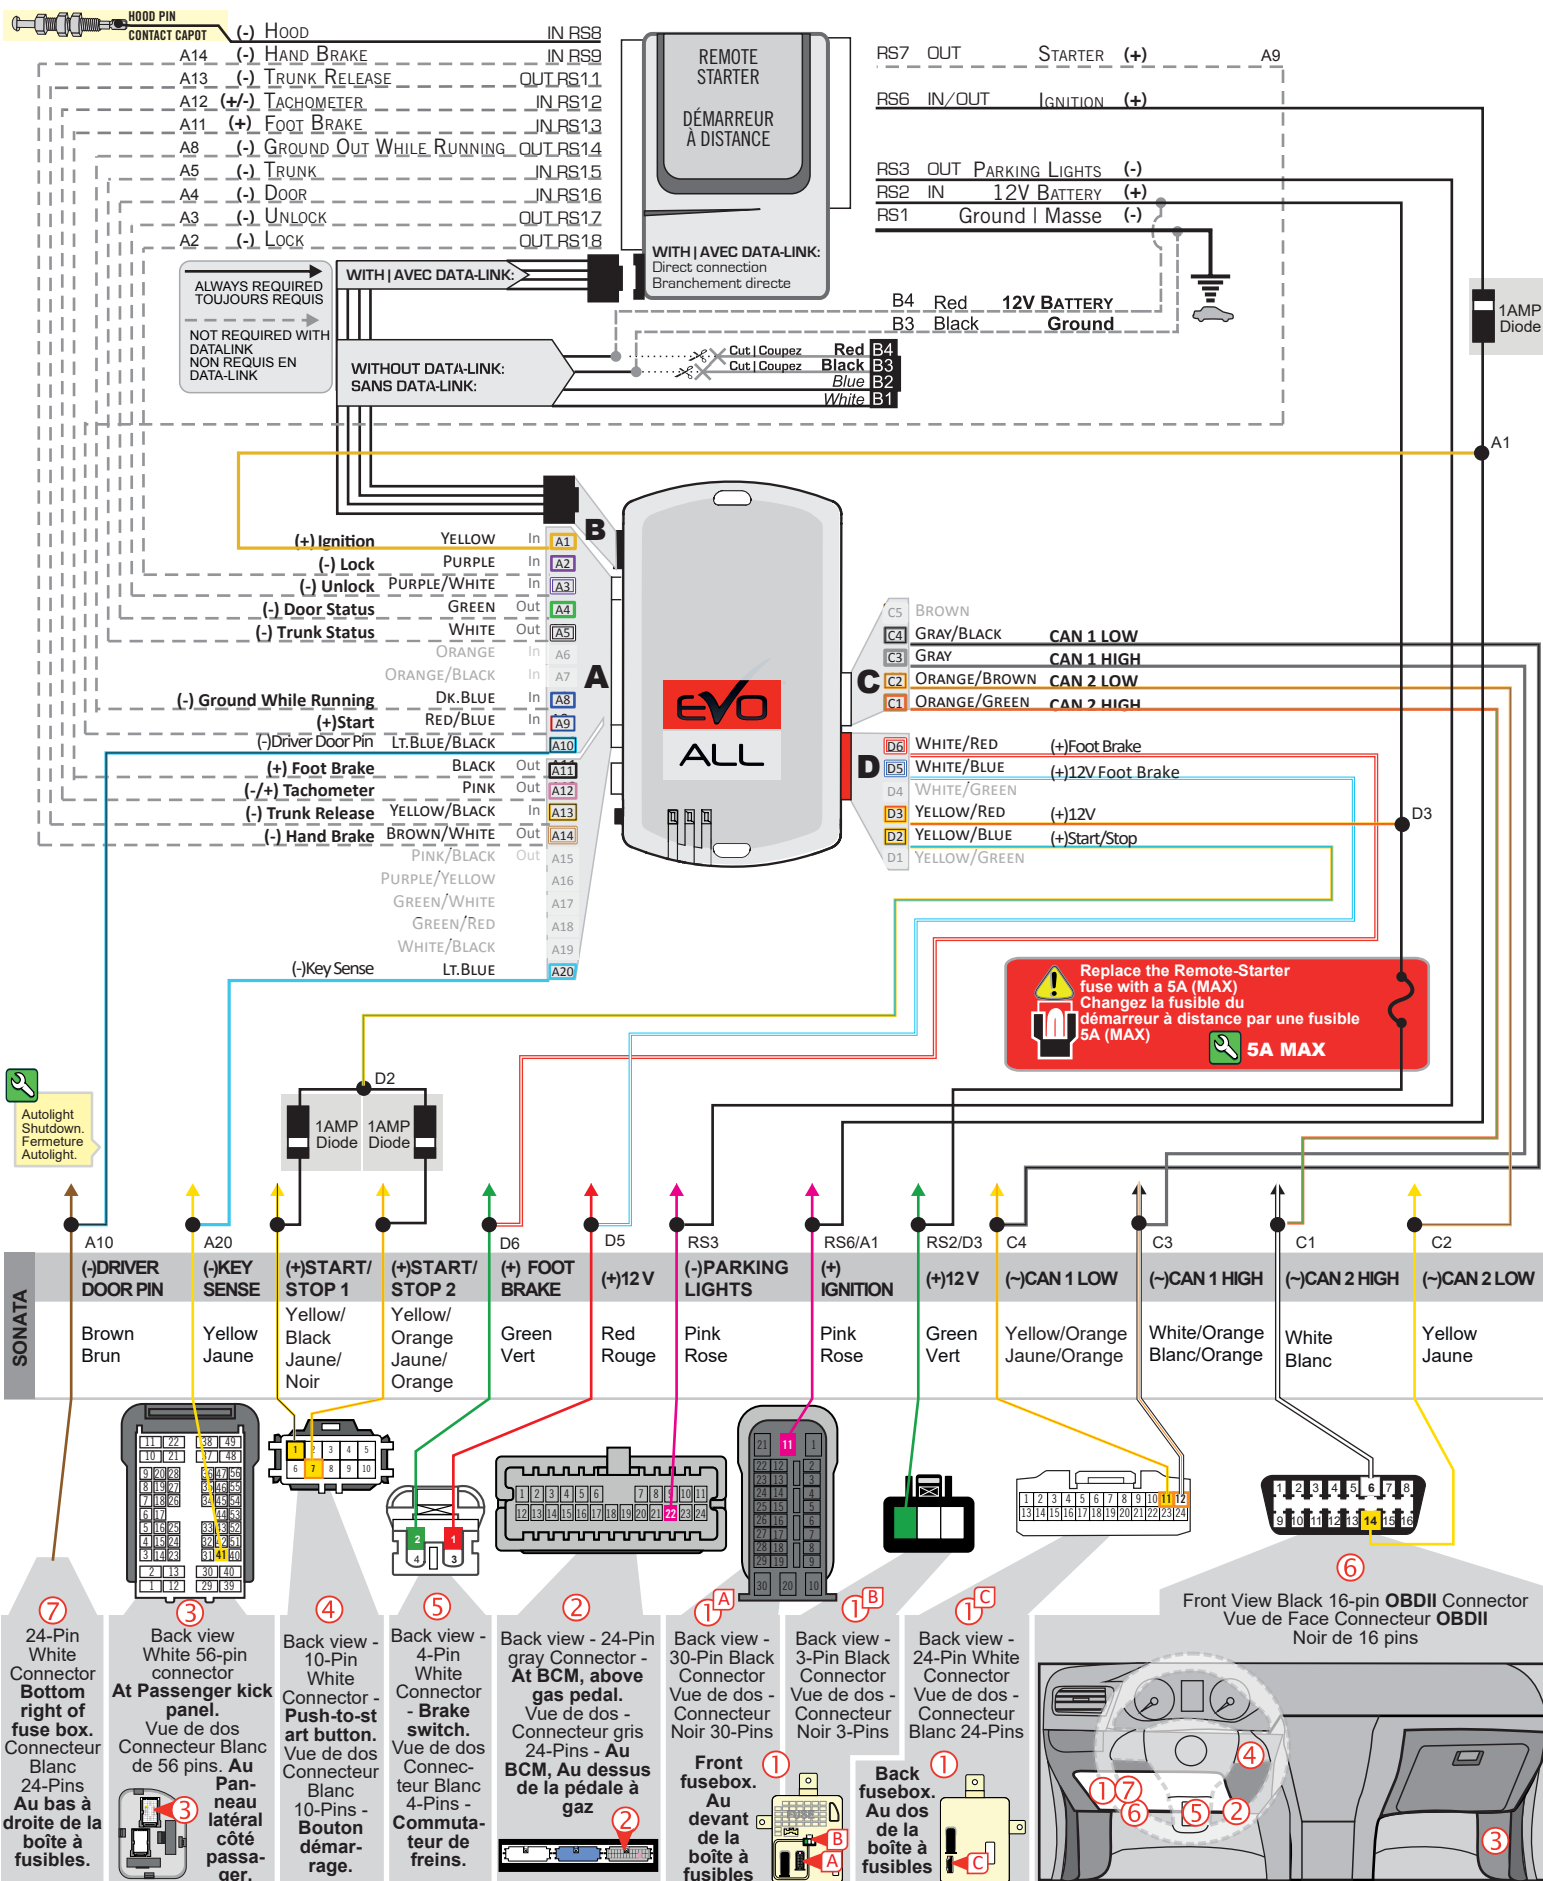 HOOD PIN
CONTACT CAPOT
(-) HOOD IN RS8
A14 (-) HAND BRAKE IN RS9
A13 (-) TRUNK RELEASE OUT RS11
A12 (+/-) TACHOMETER IN RS12
A11 (+) FOOT BRAKE IN RS13
A8 (-) GROUND OUT WHILE RUNNING OUT RS14
A5 (-) TRUNK IN RS15
A4 (-) DOOR IN RS16
A3 (-) UNLOCK OUT RS17
A2 (-) LOCK OUT RS18
REMOTE
STARTER
DÉMARREUR
À DISTANCE
WITH | AVEC DATA-LINK:
Direct connection
Branchement directe
RS7 OUT STARTER (+) A9
RS6 IN/OUT IGNITION (+)
RS3 OUT PARKING LIGHTS (-)
RS2 IN 12V BATTERY (+)
RS1 Ground | Masse (-)
ALWAYS REQUIRED
TOUJOURS REQUIS
NOT REQUIRED WITH
DATALINK
NON REQUIS EN
DATA-LINK
WITH | AVEC DATA-LINK:
WITHOUT DATA-LINK:
SANS DATA-LINK:
B4 Red 12V BATTERY
B3 Black Ground
Cut | Coupez Red B4
Cut | Coupez Black B3
Blue B2
White B1
1AMP
Diode
A1
B
(+) Ignition YELLOW In A1
(-) Lock PURPLE In A2
(-) Unlock PURPLE/WHITE In A3
(-) Door Status GREEN Out A4
(-) Trunk Status WHITE Out A5
ORANGE In A6
ORANGE/BLACK In A7
(-) Ground While Running DK.BLUE In A8
(+)Start RED/BLUE In A9
(-)Driver Door Pin LT.BLUE/BLACK A10
(+) Foot Brake BLACK Out A11
(-/+) Tachometer PINK Out A12
(-) Trunk Release YELLOW/BLACK In A13
(-) Hand Brake BROWN/WHITE Out A14
PINK/BLACK Out A15
PURPLE/YELLOW A16
GREEN/WHITE A17
GREEN/RED A18
WHITE/BLACK A19
(-)Key Sense LT.BLUE A20
A
EVO
ALL
C
C5 BROWN
C4 GRAY/BLACK CAN 1 LOW
C3 GRAY CAN 1 HIGH
C2 ORANGE/BROWN CAN 2 LOW
C1 ORANGE/GREEN CAN 2 HIGH
D
D6 WHITE/RED (+)Foot Brake
D5 WHITE/BLUE (+)12V Foot Brake
D4 WHITE/GREEN
D3 YELLOW/RED (+)12V
D2 YELLOW/BLUE (+)Start/Stop
D1 YELLOW/GREEN
D3
Replace the Remote-Starter
fuse with a 5A (MAX)
Changez la fusible du
démarreur à distance par une fusible
5A (MAX)
5A MAX
Autolight
Shutdown.
Fermeture
Autolight.
D2
1AMP
Diode
1AMP
Diode
A10 A20 D6 D5 RS3 RS6/A1 RS2/D3 C4 C3 C1 C2
SONATA
(-)DRIVER
DOOR PIN
(-)KEY
SENSE
(+)START/
STOP 1
(+)START/
STOP 2
(+) FOOT
BRAKE
(+)12 V
(-)PARKING
LIGHTS
(+)
IGNITION
(+)12 V
(~)CAN 1 LOW
(~)CAN 1 HIGH
(~)CAN 2 HIGH
(~)CAN 2 LOW
Brown
Brun
Yellow
Jaune
Yellow/
Black
Jaune/
Noir
Yellow/
Orange
Jaune/
Orange
Green
Vert
Red
Rouge
Pink
Rose
Pink
Rose
Green
Vert
Yellow/Orange
Jaune/Orange
White/Orange
Blanc/Orange
White
Blanc
Yellow
Jaune
7
24-Pin
White
Connector
Bottom
right of
fuse box.
Connecteur
Blanc
24-Pins
Au bas à
droite de la
boîte à
fusibles.
3
Back view
White 56-pin
connector
At Passenger kick
panel.
Vue de dos
Connecteur Blanc
de 56 pins. Au
Pan-
neau
latéral
côté
passa-
ger.
3
4
Back view -
10-Pin
White
Connector -
Push-to-st
art button.
Vue de dos
Connecteur
Blanc
10-Pins -
Bouton
démar-
rage.
5
Back view -
4-Pin
White
Connector
- Brake
switch.
Vue de dos
Connec-
teur Blanc
4-Pins -
Commuta-
teur de
freins.
2
Back view - 24-Pin
gray Connector -
At BCM, above
gas pedal.
Vue de dos -
Connecteur gris
24-Pins - Au
BCM, Au dessus
de la pédale à
gaz
2
1 A
Back view -
30-Pin Black
Connector
Vue de dos -
Connecteur
Noir 30-Pins
1 B
Back view -
3-Pin Black
Connector
Vue de dos -
Connecteur
Noir 3-Pins
Front
fusebox.
Au
devant
de la
boîte à
fusibles
1
B
A
1 C
Back view -
24-Pin White
Connector
Vue de dos -
Connecteur
Blanc 24-Pins
Back
fusebox.
Au dos
de la
boîte à
fusibles
1
C
6
Front View Black 16-pin OBDII Connector
Vue de Face Connecteur OBDII
Noir de 16 pins
1 7 6 5 2 4 3